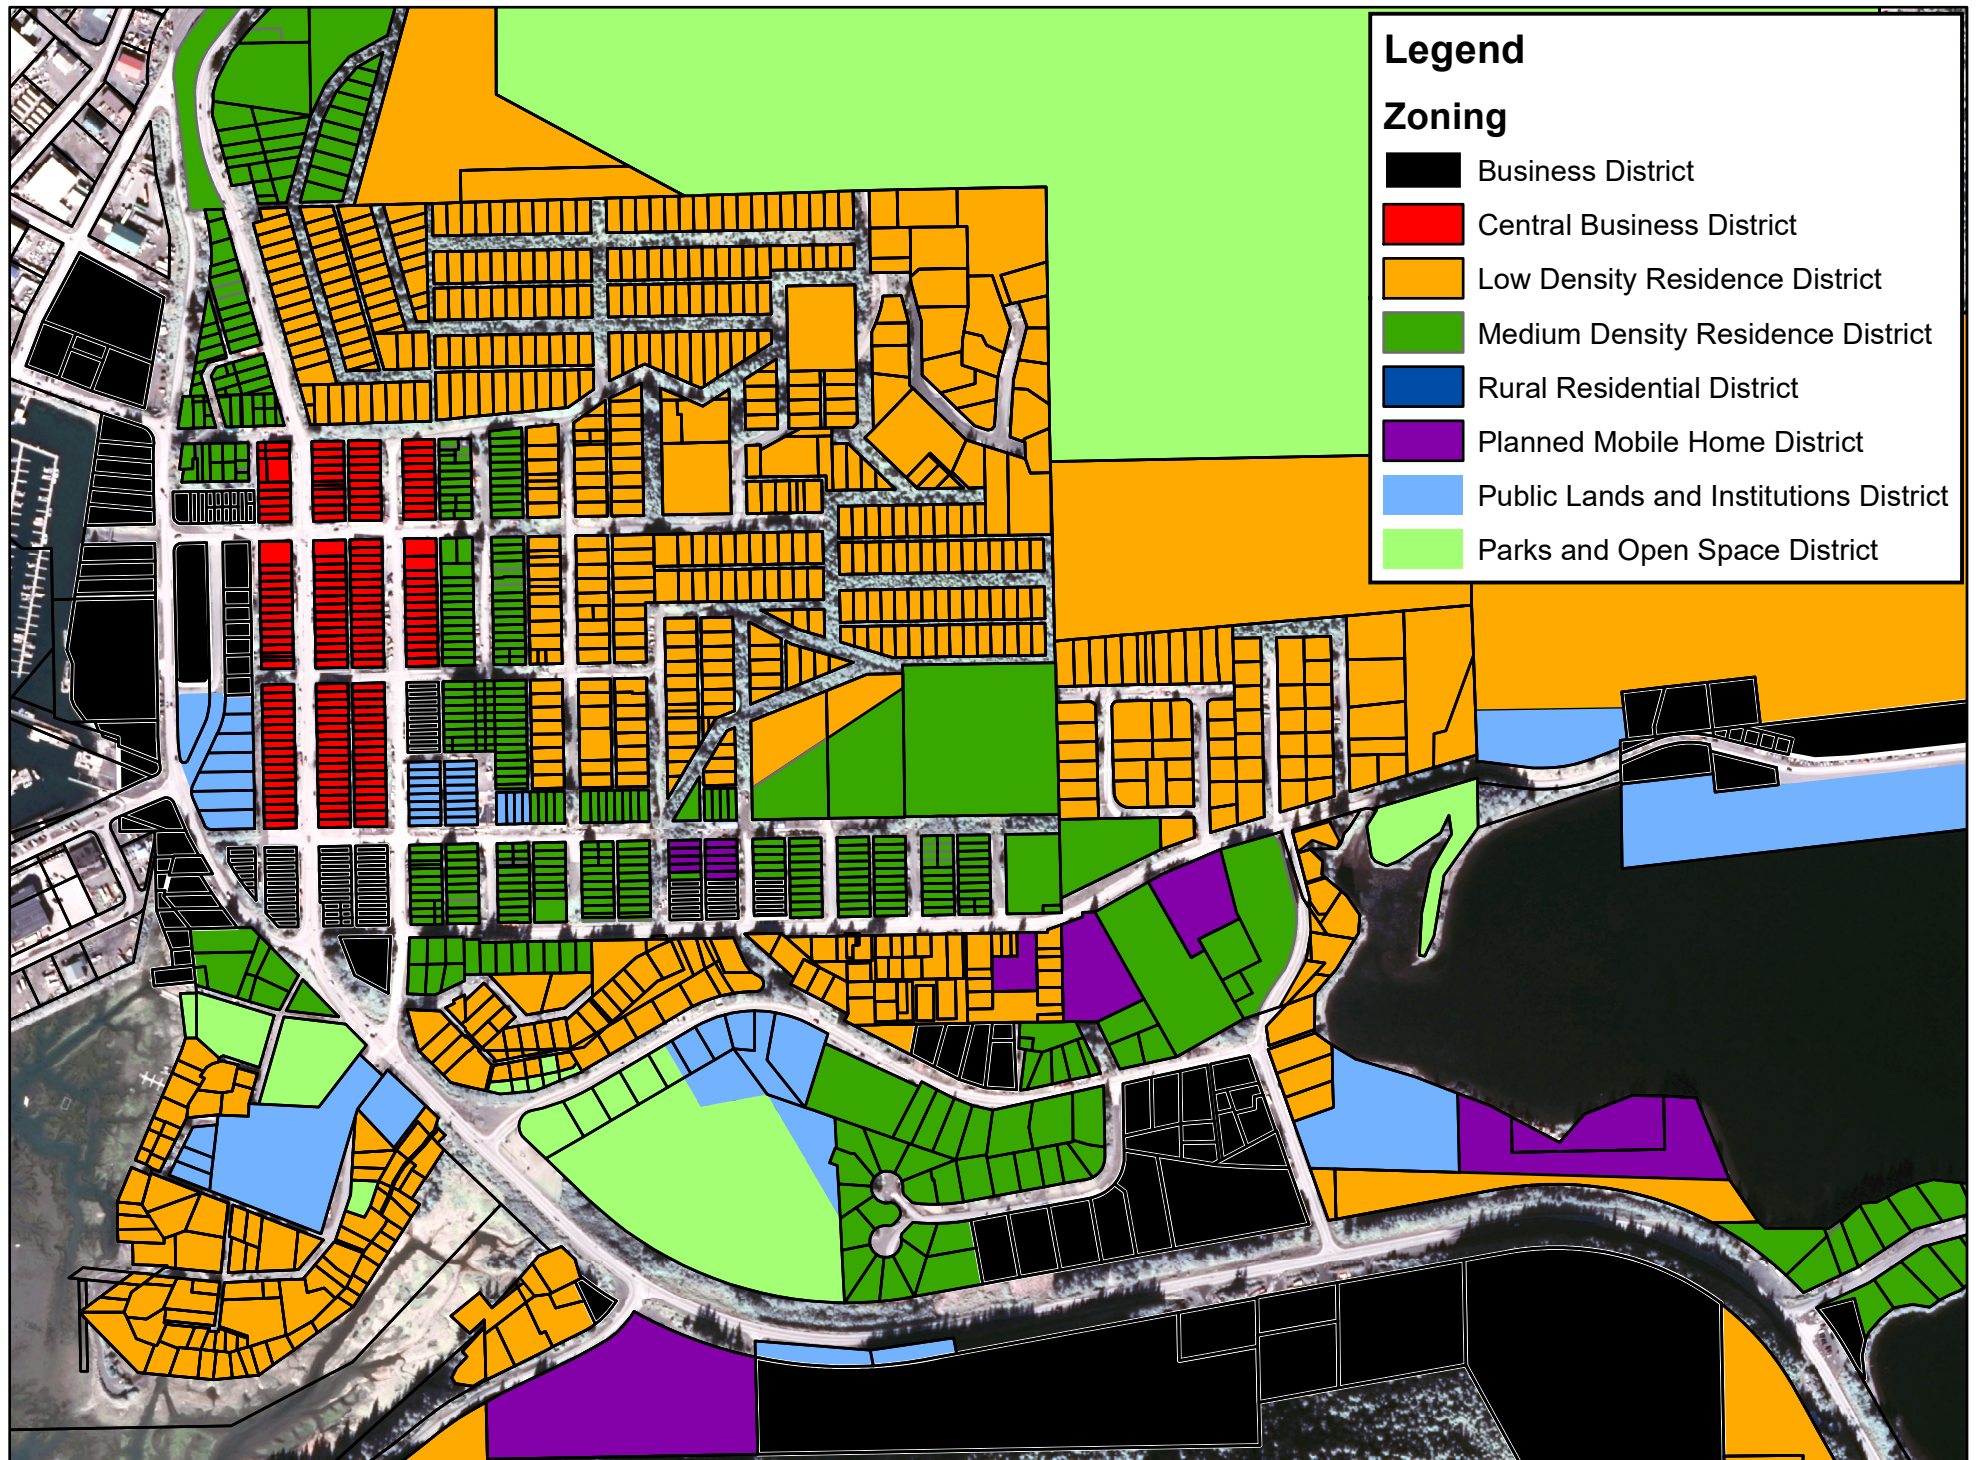 Legend
Zoning
Business District
Central Business District
Low Density Residence District
Medium Density Residence District
Rural Residential District
Planned Mobile Home District
Public Lands and Institutions District
Parks and Open Space District